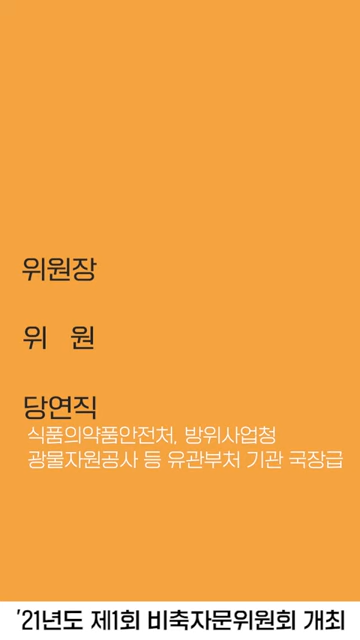 위원장
위 원
당연직
식품의약품안전처, 방위사업청
광물자원공사 등 유관부처 기관 국장급
'21년도 제1회 비축자문위원회 개최